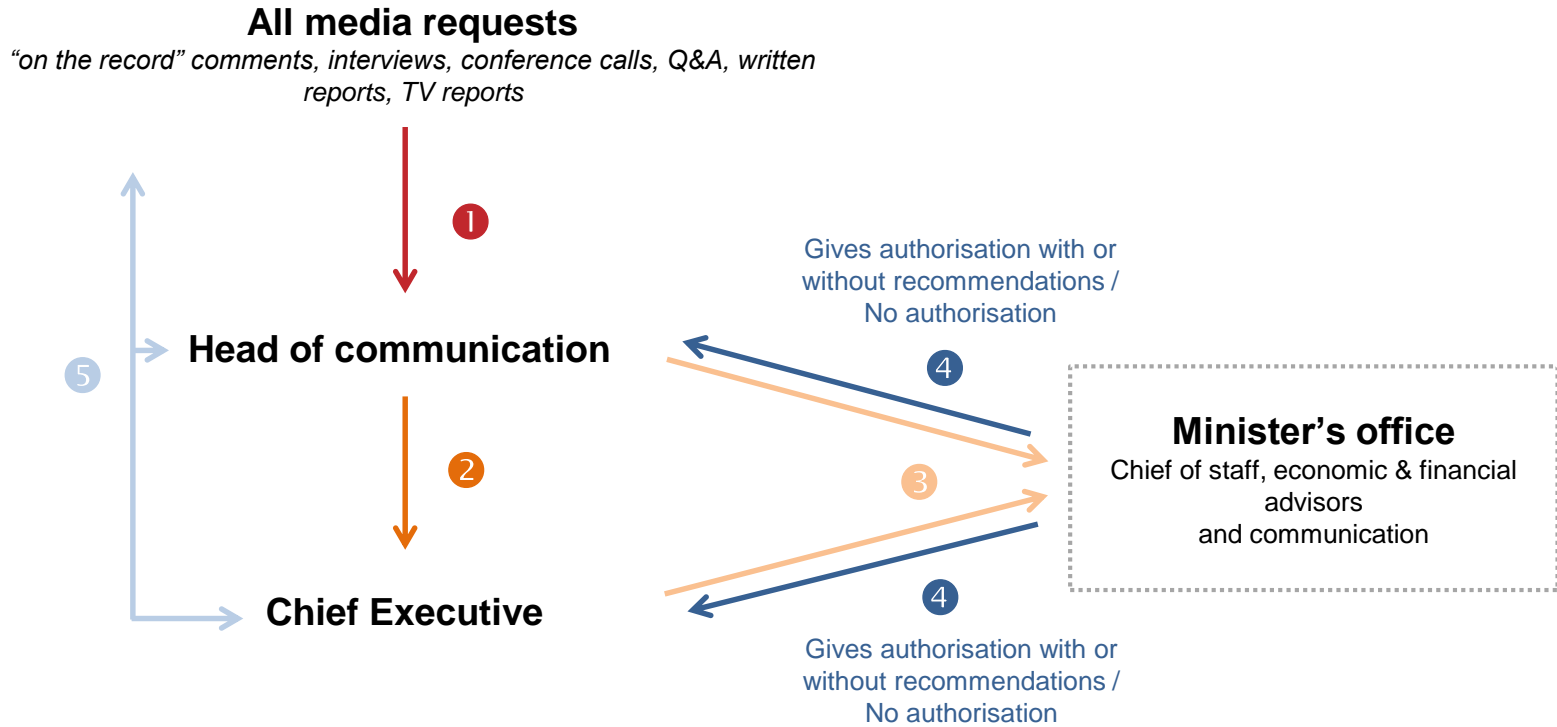 All media requests
“on the record” comments, interviews, conference calls, Q&A, written
reports, TV reports
1
Gives authorisation with or
without recommendations /
No authorisation
Head of communication
4
5
Minister’s office
Chief of staff, economic & financial
advisors
and communication
2
3
Chief Executive
4
Gives authorisation with or
without recommendations /
No authorisation